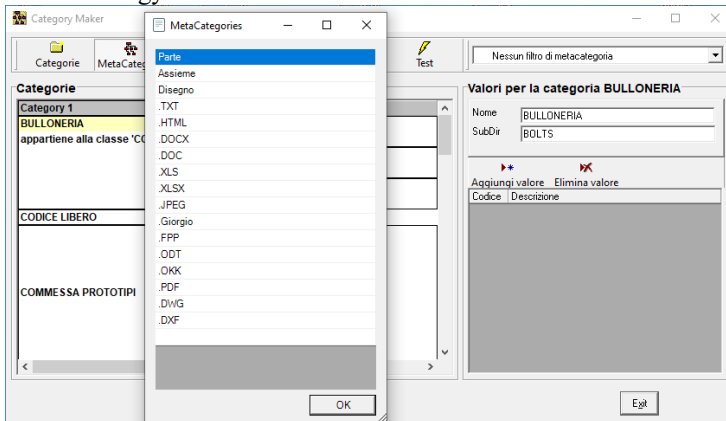 gy
Category Maker
Categorie
MetaCateg
Test
Nessun filtro di metacategoria
Categorie
Category 1
BULLONERIA
appartiene alla classe 'CO
CODICE LIBERO
COMMESSA PROTOTIPI
MetaCategories
Parte
Assieme
Disegno
.TXT
.HTML
.DOCX
.DOC
.XLS
.XLSX
.JPEG
.Giorgio
.FPP
.ODT
.OKK
.PDF
.DWG
.DXF
OK
Valori per la categoria BULLONERIA
Nome BULLONERIA
SubDir BOLTS
Aggiungi valore Elimina valore
Codice Descrizione
Exit